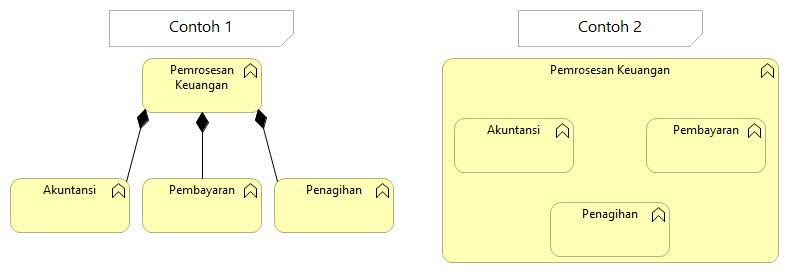 Contoh 1
Pemrosesan
Keuangan
Akuntansi
Pembayaran
Penagihan
Contoh 2
Pemrosesan Keuangan
Akuntansi
Pembayaran
Penagihan